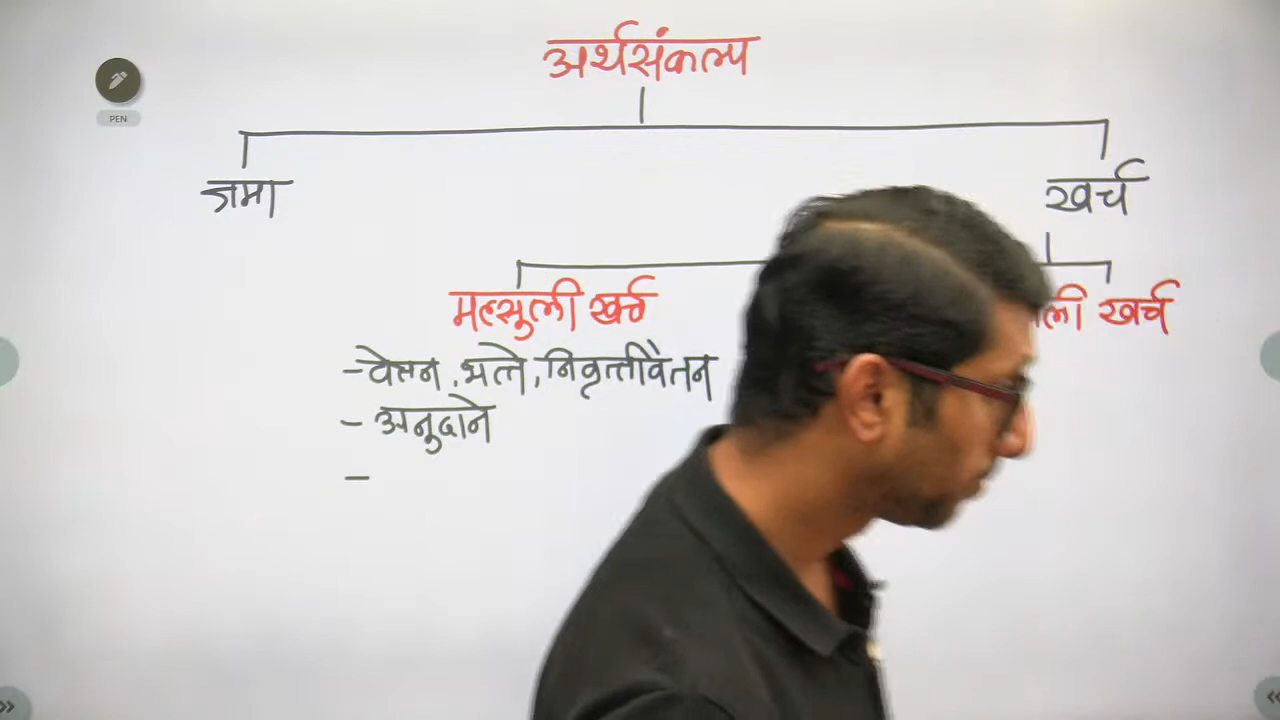 अर्थसंकल्प
PEN
जमा
खर्च
महसुली खर्च
ली खर्च
-वेतन, भत्ते, निवृत्तीवेतन
- अनुदाने
-